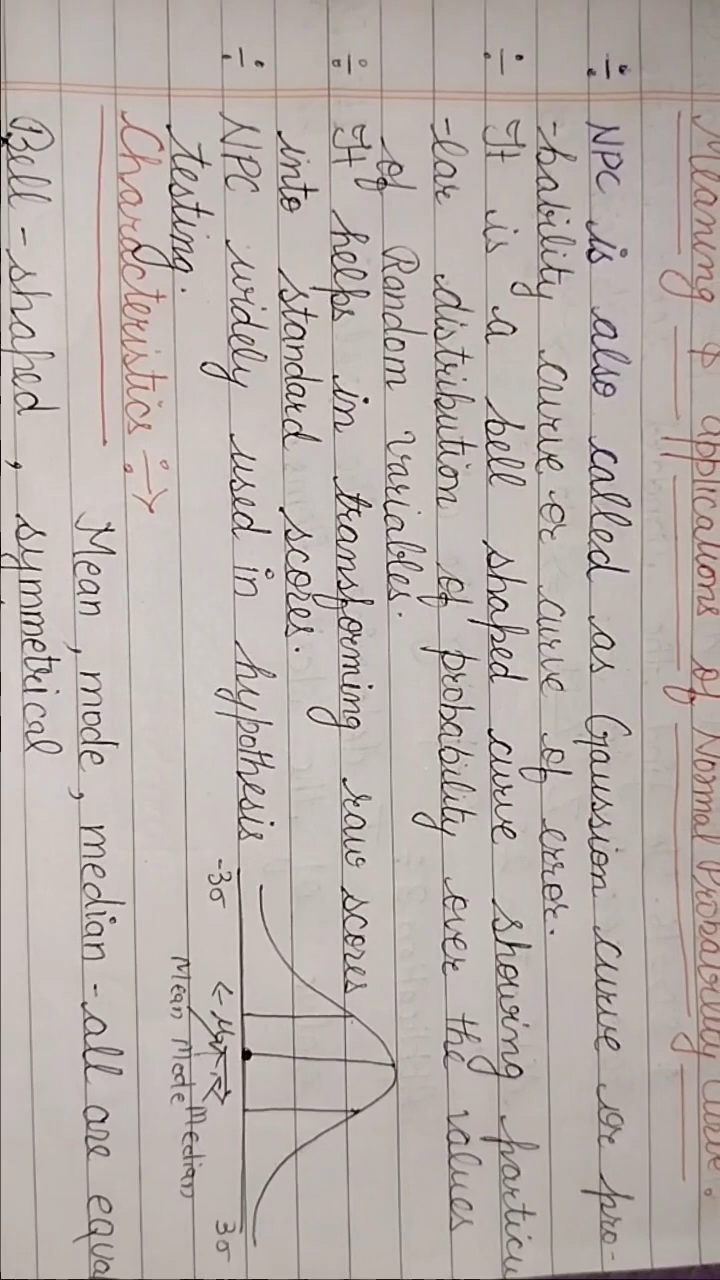 Meaning & applications of Normal Probability Curve.
NPC is also called as Gaussion curve or pro-
-bability curve or curve of error.
It is a bell shaped curve showing particu
-lar distribution of probability over the values
of Random Variables.
It helps in transforming raw scores
into standard scores.
NPC widely used in hypothesis
testing.
-3σ
3σ
Mean Mode Median
Characteristics :→
Mean, mode, median - all are equa
Bell - shaped, symmetrical